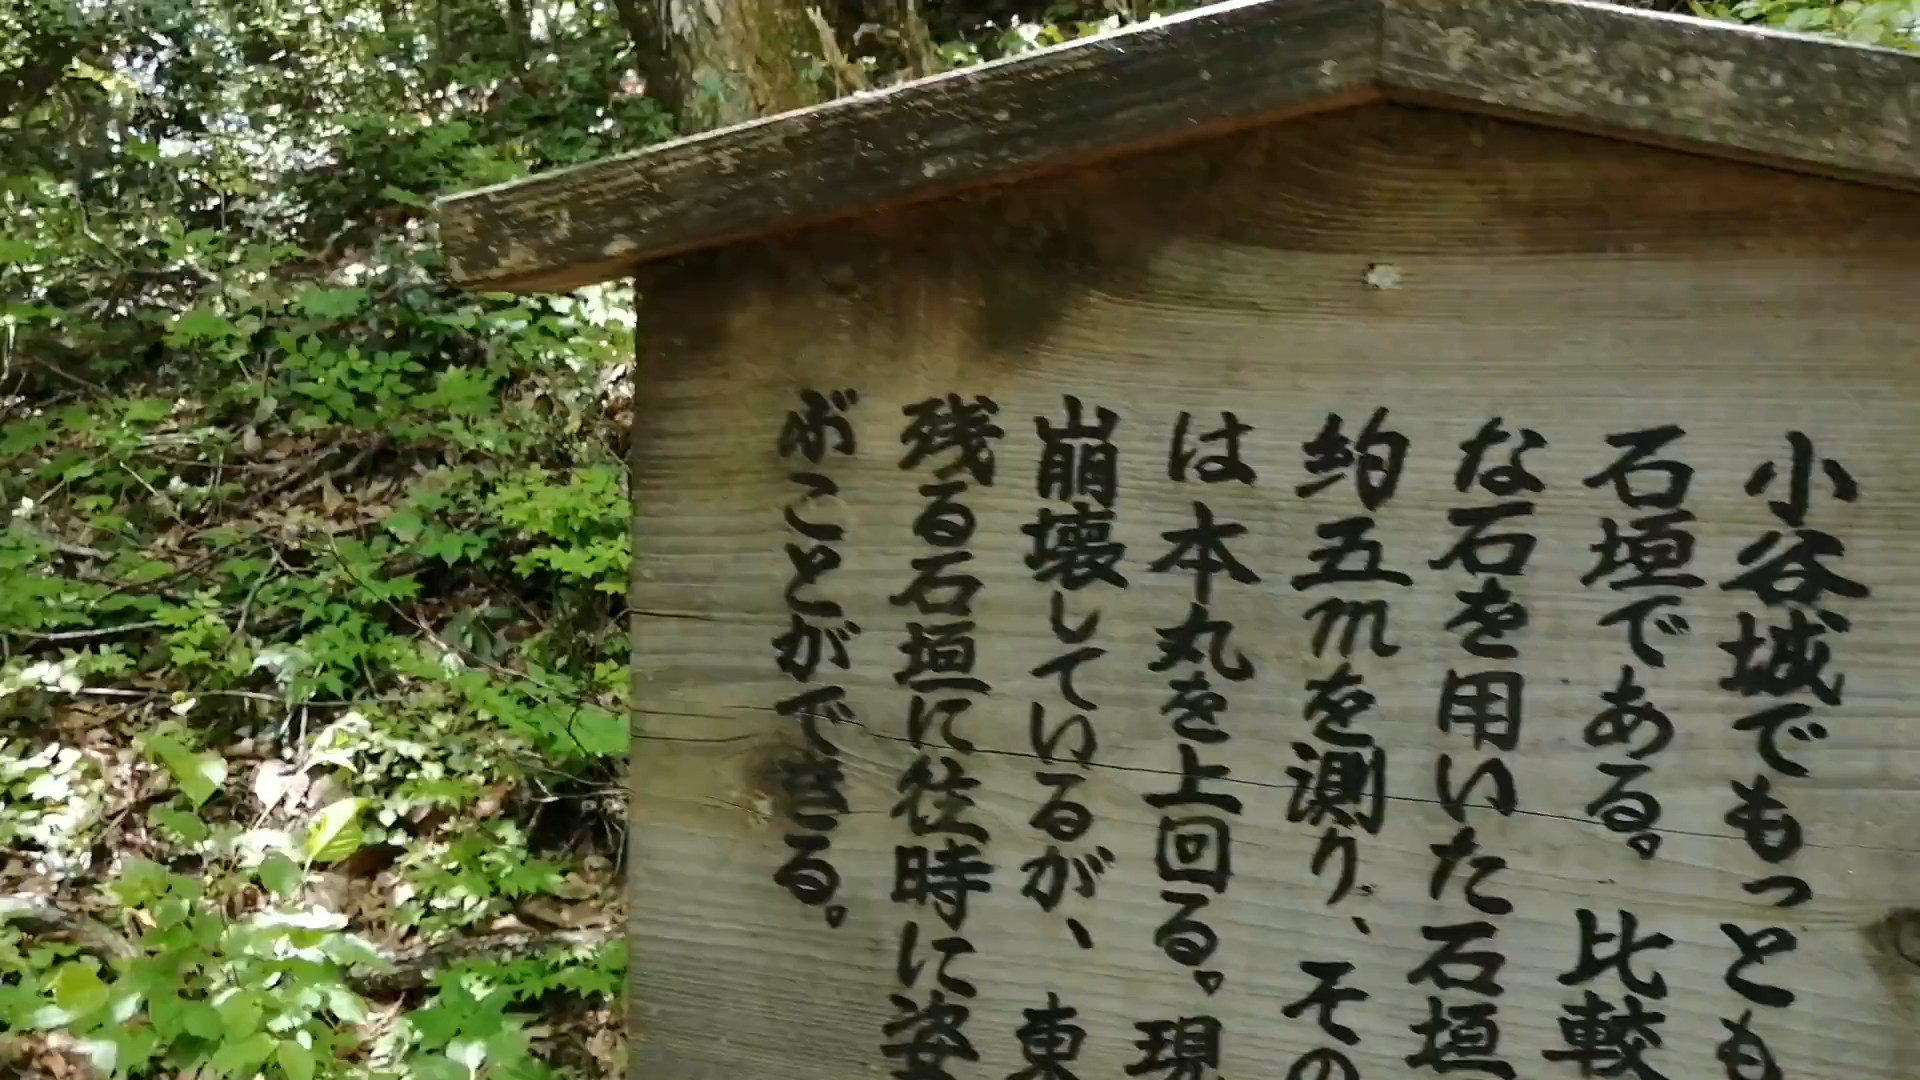 小谷城でもっとも
石垣である。比較
な石を用いた石垣
約五mを測り、その
は本丸を上回る。現
崩壊しているが、東
残る石垣に往時に姿
ぶことができる。